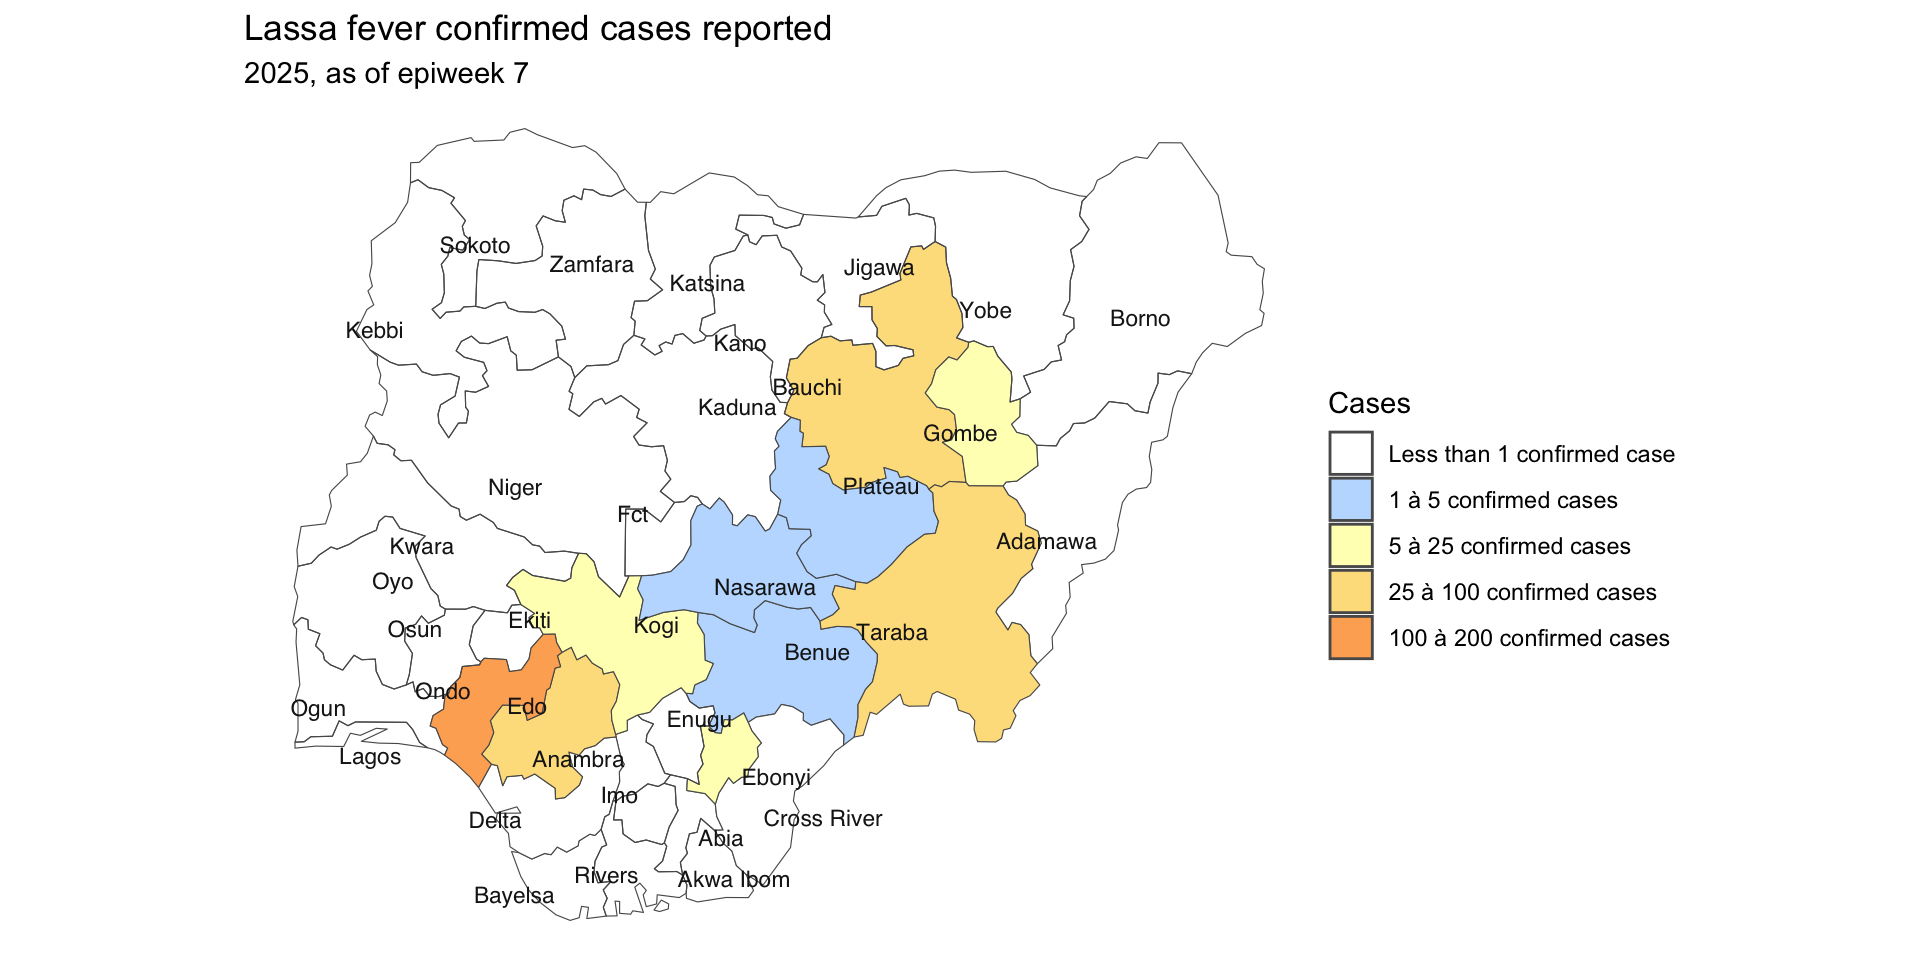 Lassa fever confirmed cases reported
2025, as of epiweek 7
Sokoto
Zamfara
Katsina
Jigawa
Yobe
Borno
Kebbi
Kano
Bauchi
Kaduna
Gombe
Niger
Plateau
Fct
Kwara
Adamawa
Oyo
Nasarawa
Osun
Ekiti
Kogi
Taraba
Benue
Ondo
Edo
Ogun
Enugu
Lagos
Anambra
Ebonyi
Imo
Delta
Cross River
Abia
Rivers
Akwa Ibom
Bayelsa
Cases
Less than 1 confirmed case
1 à 5 confirmed cases
5 à 25 confirmed cases
25 à 100 confirmed cases
100 à 200 confirmed cases